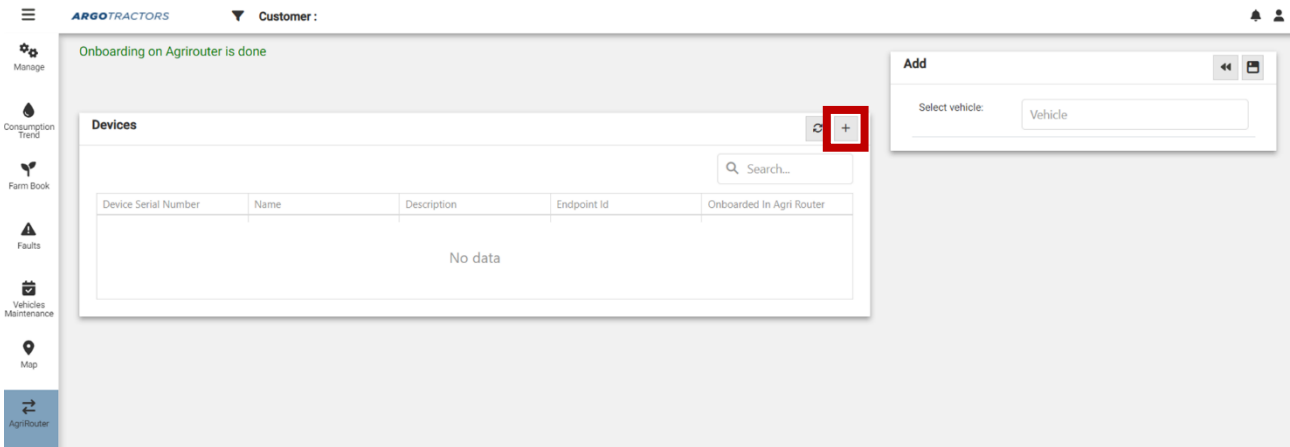 ARGOTRACTORS
Customer :
Manage
Consumption
Trend
Farm Book
Faults
Vehicles
Maintenance
Map
AgriRouter
Onboarding on Agrirouter is done
Devices
Search...
Device Serial Number Name Description Endpoint Id Onboarded In Agri Router
No data
Add
Select vehicle: Vehicle